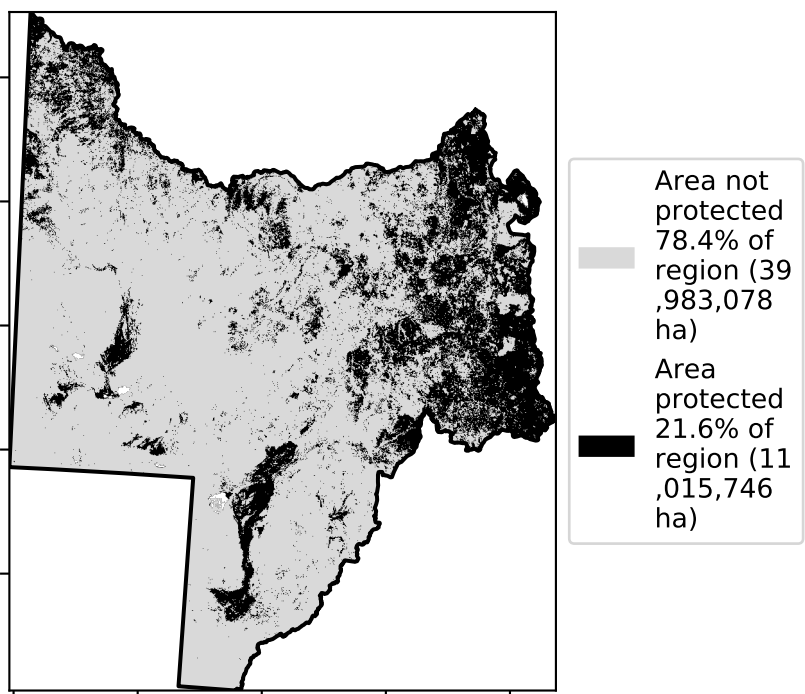 Area not
protected
78.4% of
region (39
,983,078
ha)
Area
protected
21.6% of
region (11
,015,746
ha)